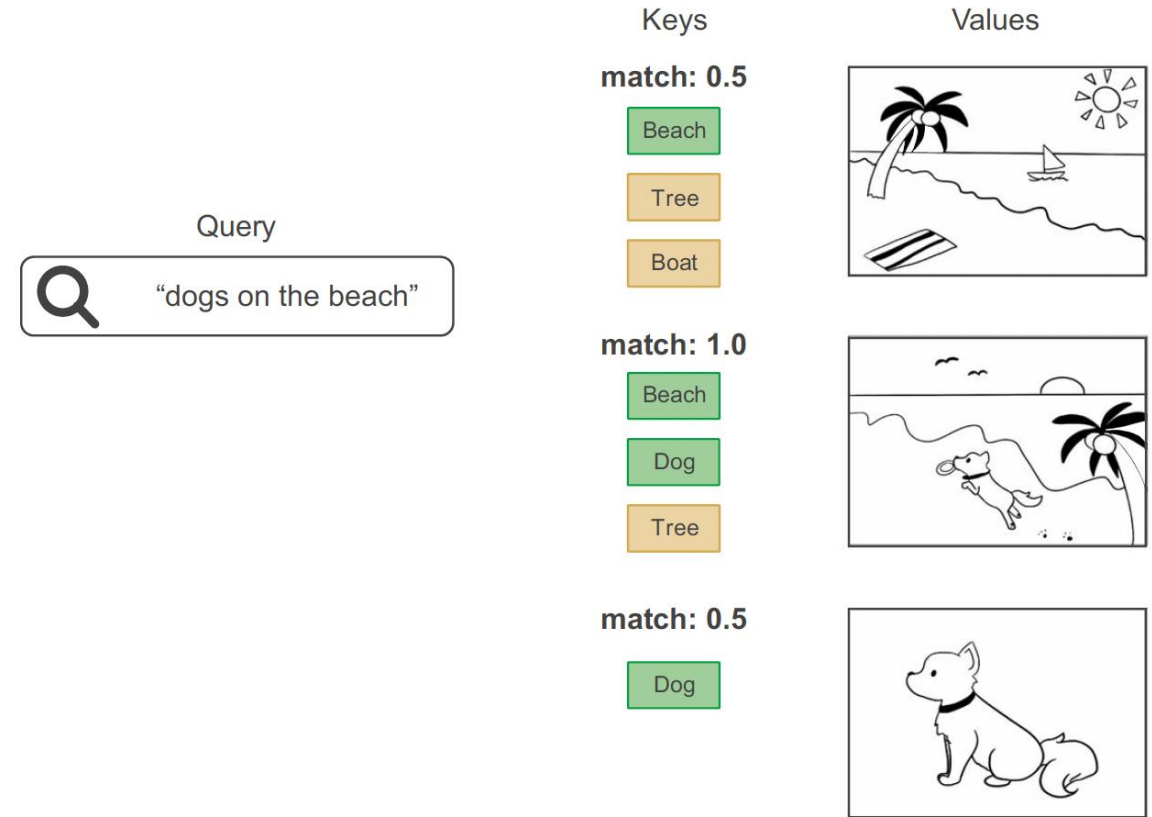 Keys
Values
match: 0.5
Beach
Tree
Boat
Query
“dogs on the beach”
match: 1.0
Beach
Dog
Tree
match: 0.5
Dog